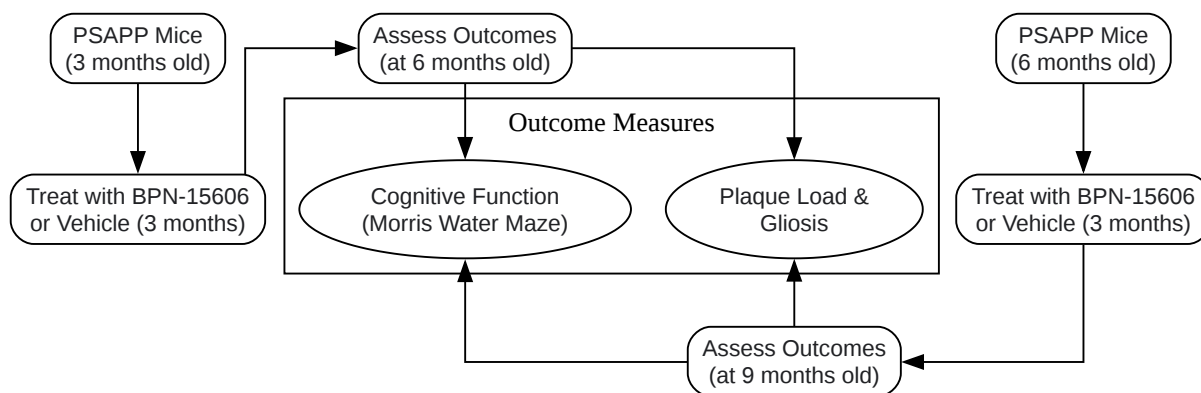 PSAPP Mice
(3 months old)
Assess Outcomes
(at 6 months old)
PSAPP Mice
(6 months old)
Outcome Measures
Treat with BPN-15606
or Vehicle (3 months)
Cognitive Function
(Morris Water Maze)
Plaque Load &
Gliosis
Treat with BPN-15606
or Vehicle (3 months)
Assess Outcomes
(at 9 months old)